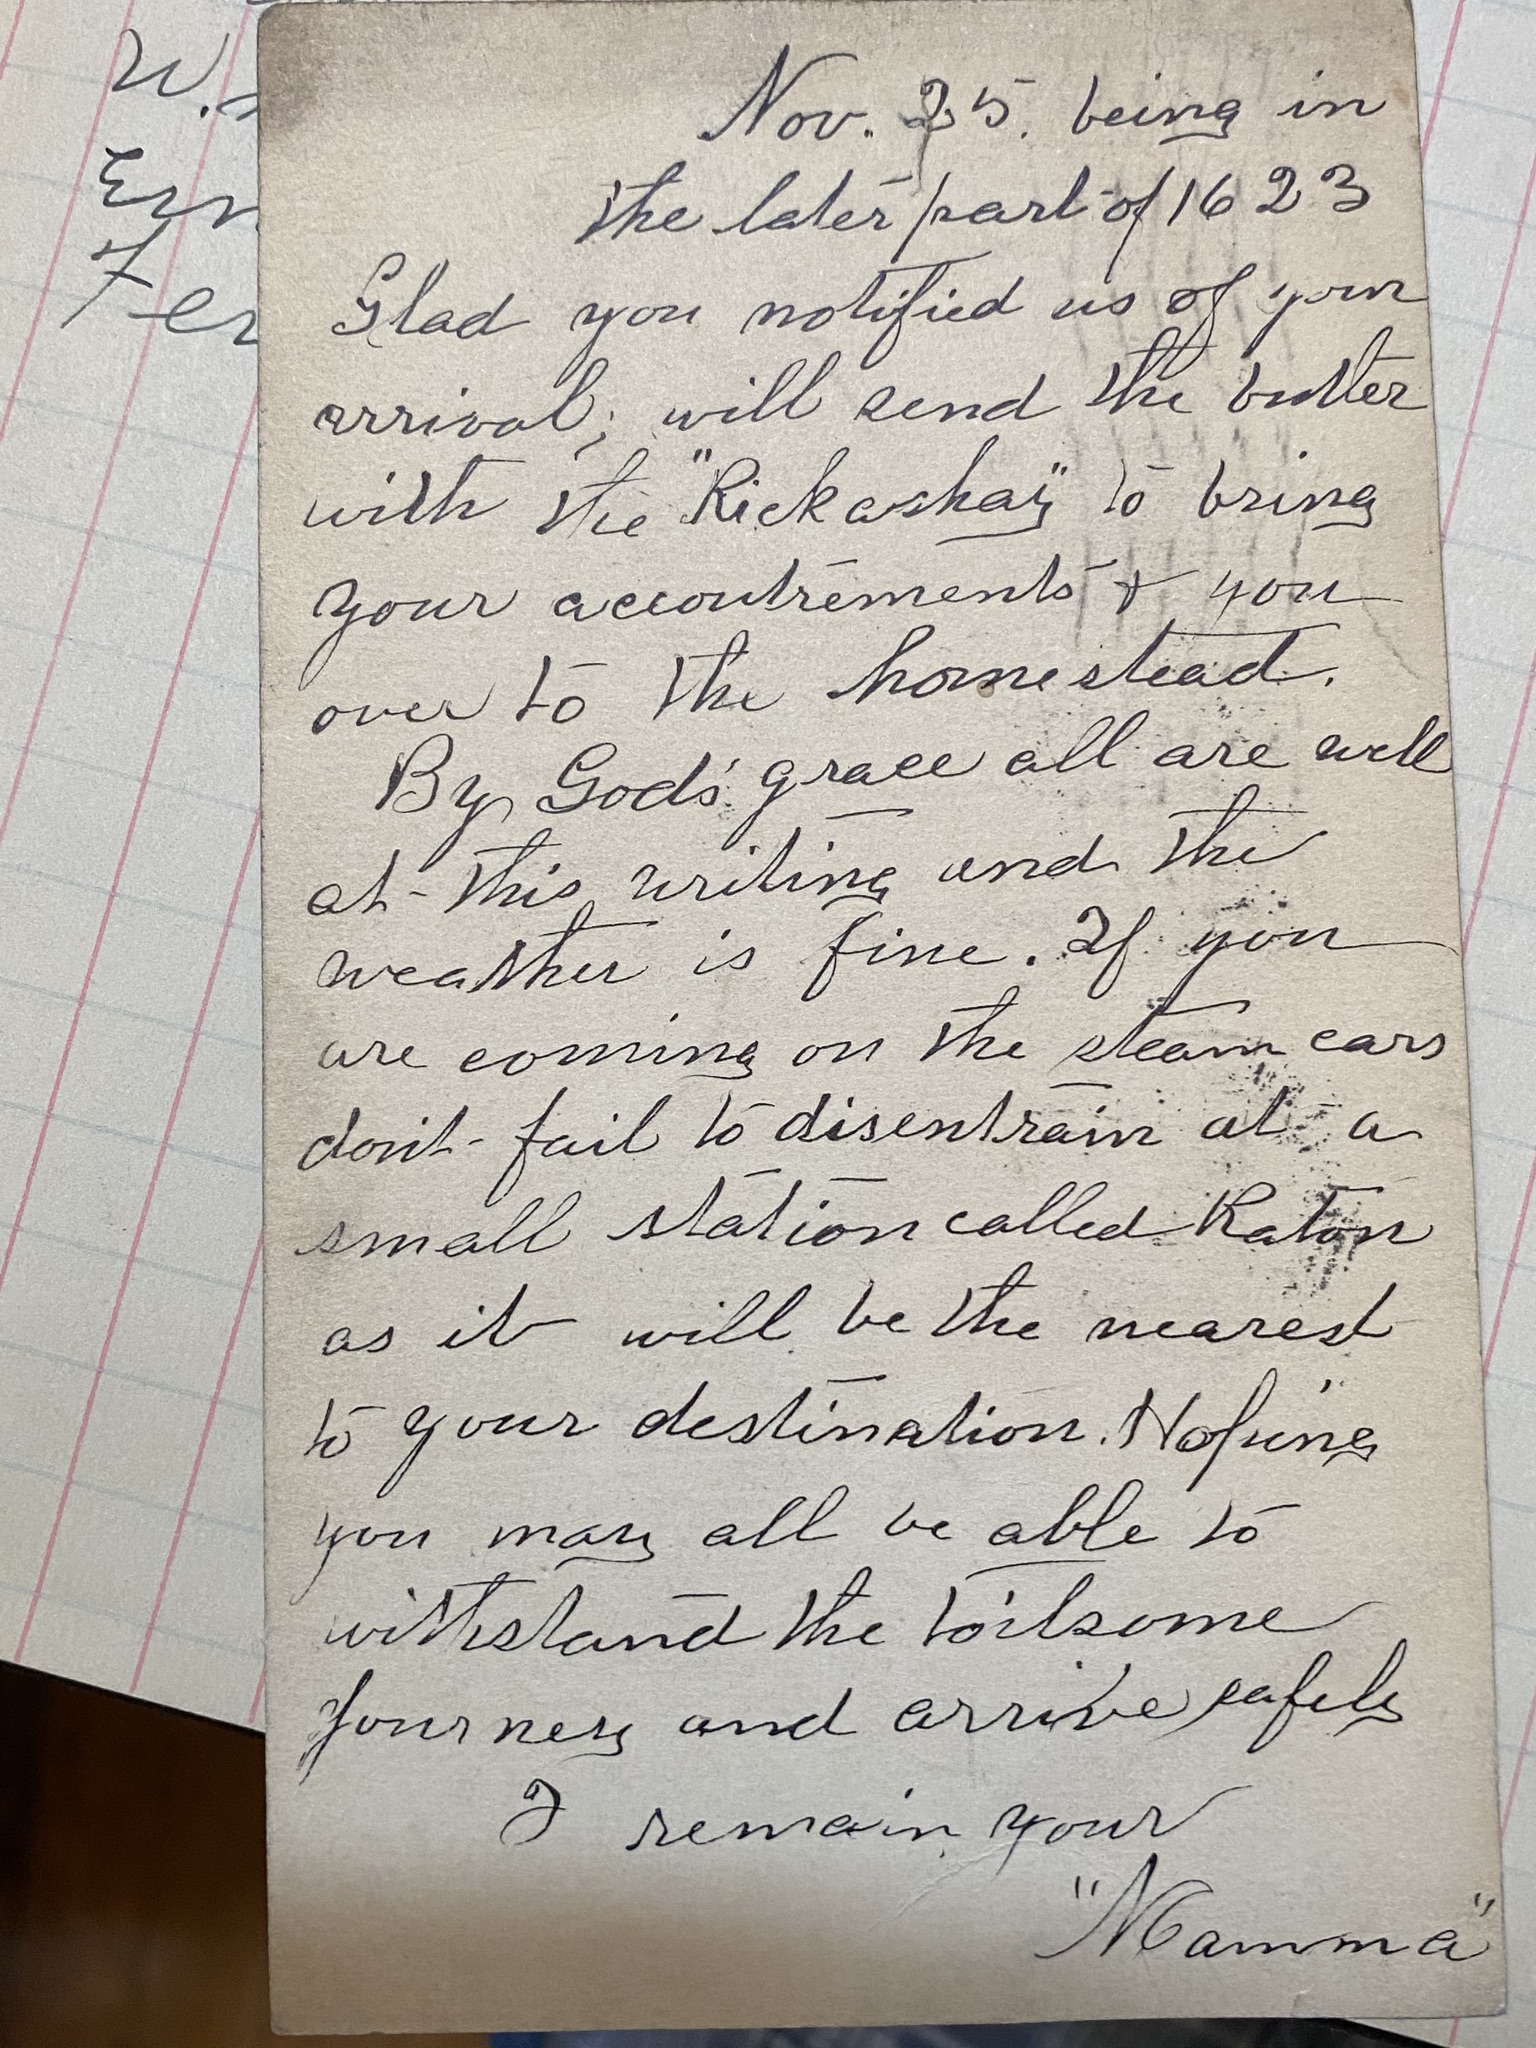 W.
Ern
Fer
Nov. 25. being in
the later part of 1623
Glad you notified us of your
arrival; will send the butler
with the "Rickashay" to bring
your accoutrements & you
over to the homestead.
By God's grace all are well
at this writing and the
weather is fine. If you
are coming on the steam cars
don't fail to disentrain at a
small station called Raton
as it will be the nearest
to your destination. Hoping
you may all be able to
withstand the toilsome
journey and arrive safely
I remain your
"Mamma"